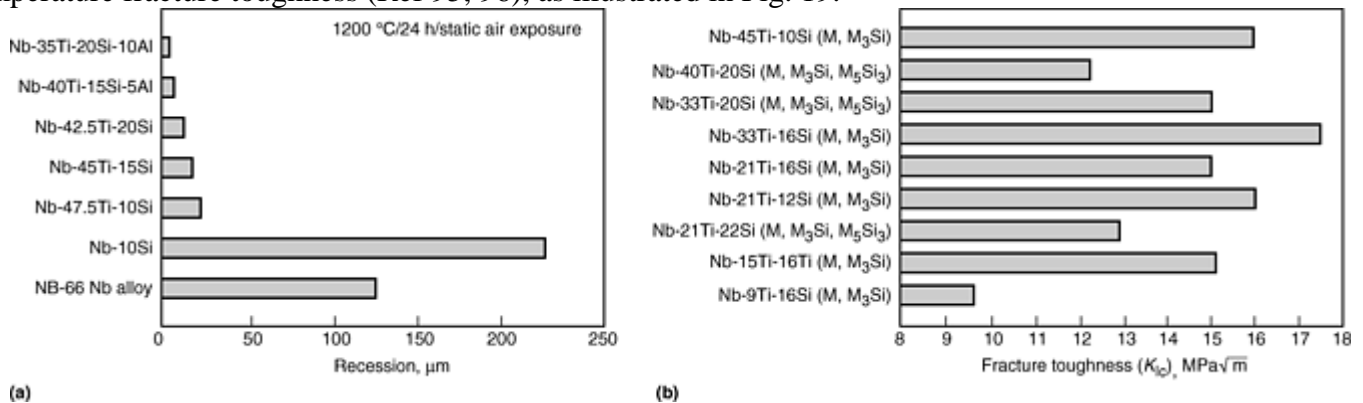 mperature fracture toughness (Ref 95, 96), as illustrated in Fig. 19.
1200 °C/24 h/static air exposure
Nb-35Ti-20Si-10Al
Nb-40Ti-15Si-5Al
Nb-42.5Ti-20Si
Nb-45Ti-15Si
Nb-47.5Ti-10Si
Nb-10Si
NB-66 Nb alloy
0 50 100 150 200 250
Recession, μm
(a)
Nb-45Ti-10Si (M, M₃Si)
Nb-40Ti-20Si (M, M₃Si, M₅Si₃)
Nb-33Ti-20Si (M, M₃Si, M₅Si₃)
Nb-33Ti-16Si (M, M₃Si)
Nb-21Ti-16Si (M, M₃Si)
Nb-21Ti-12Si (M, M₃Si)
Nb-21Ti-22Si (M, M₃Si, M₅Si₃)
Nb-15Ti-16Ti (M, M₃Si)
Nb-9Ti-16Si (M, M₃Si)
8 9 10 11 12 13 14 15 16 17 18
Fracture toughness (K_Ic), MPa√m
(b)